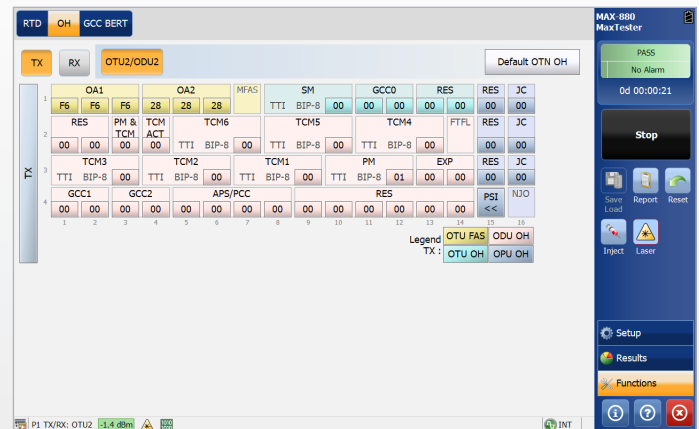 RTD OH GCC BERT
TX RX OTU2/ODU2 Default OTN OH
OA1 OA2 MFAS SM GCC0 RES RES JC
1 F6 F6 F6 28 28 28 TTI BIP-8 00 00 00 00 00 00 00
RES PM & TCM TCM ACT TCM6 TCM5 TCM4 FTFL RES JC
2 00 00 00 00 TTI BIP-8 00 TTI BIP-8 00 TTI BIP-8 00 00 00
TCM3 TCM2 TCM1 PM EXP RES JC
3 TTI BIP-8 00 TTI BIP-8 00 TTI BIP-8 00 TTI BIP-8 01 00 00 00 00
GCC1 GCC2 APS/PCC RES PSI NJO
4 00 00 00 00 00 00 00 00 00 00 00 00 00 00 <<
1 2 3 4 5 6 7 8 9 10 11 12 13 14 15 16
TX
Legend OTU FAS ODU OH
TX : OTU OH OPU OH
P1 TX/RX: OTU2 -1.4 dBm INT
MAX-880
MaxTester
PASS
No Alarm
0d 00:00:21
Stop
Save
Load
Report
Reset
Inject
Laser
Setup
Results
Functions